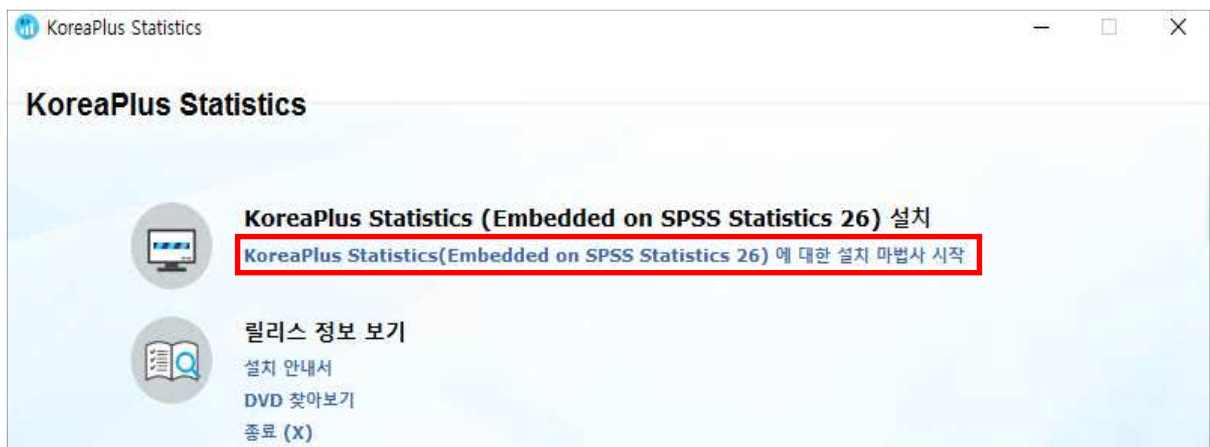 KoreaPlus Statistics
KoreaPlus Statistics
KoreaPlus Statistics (Embedded on SPSS Statistics 26) 설치
KoreaPlus Statistics(Embedded on SPSS Statistics 26) 에 대한 설치 마법사 시작
릴리스 정보 보기
설치 안내서
DVD 찾아보기
종료 (X)